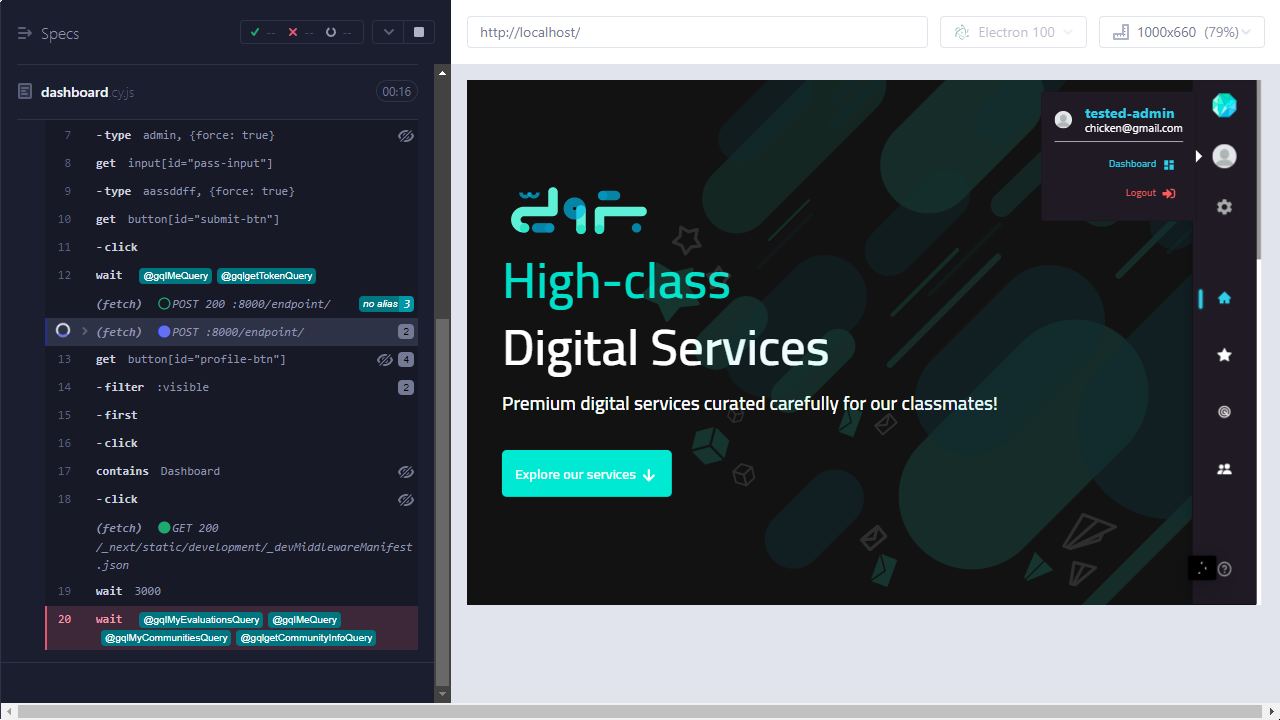 Specs
-- -- --
http://localhost/
Electron 100
1000x660 (79%)
dashboard.cy.js
00:16
7 -type admin, {force: true}
8 get input[id="pass-input"]
9 -type aassddff, {force: true}
10 get button[id="submit-btn"]
11 -click
12 wait @gqlMeQuery @gqlgetTokenQuery
(fetch) POST 200 :8000/endpoint/ no alias 3
(fetch) POST :8000/endpoint/ 2
13 get button[id="profile-btn"] 4
14 -filter :visible 2
15 -first
16 -click
17 contains Dashboard
18 -click
(fetch) GET 200
/_next/static/development/_devMiddlewareManifest
.json
19 wait 3000
20 wait @gqlMyEvaluationsQuery @gqlMeQuery
@gqlMyCommunitiesQuery @gqlgetCommunityInfoQuery
tested-admin
chicken@gmail.com
Dashboard
Logout
High-class
Digital Services
Premium digital services curated carefully for our classmates!
Explore our services